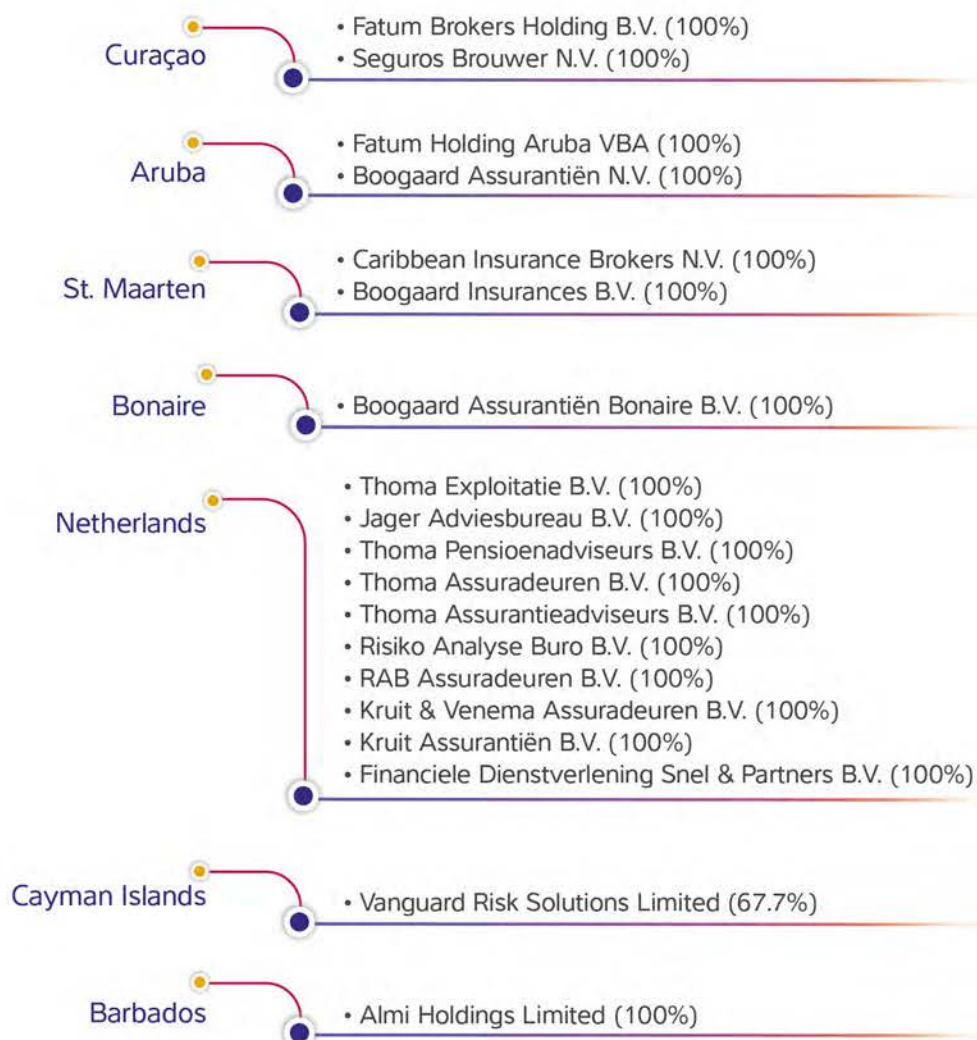 Curaçao
• Fatum Brokers Holding B.V. (100%)
• Seguros Brouwer N.V. (100%)
Aruba
• Fatum Holding Aruba VBA (100%)
• Boogaard Assurantiën N.V. (100%)
St. Maarten
• Caribbean Insurance Brokers N.V. (100%)
• Boogaard Insurances B.V. (100%)
Bonaire
• Boogaard Assurantiën Bonaire B.V. (100%)
Netherlands
• Thoma Exploitatie B.V. (100%)
• Jager Adviesbureau B.V. (100%)
• Thoma Pensioenadviseurs B.V. (100%)
• Thoma Assuradeuren B.V. (100%)
• Thoma Assurantieadviseurs B.V. (100%)
• Risiko Analyse Buro B.V. (100%)
• RAB Assuradeuren B.V. (100%)
• Kruit & Venema Assuradeuren B.V. (100%)
• Kruit Assurantiën B.V. (100%)
• Financiele Dienstverlening Snel & Partners B.V. (100%)
Cayman Islands
• Vanguard Risk Solutions Limited (67.7%)
Barbados
• Almi Holdings Limited (100%)